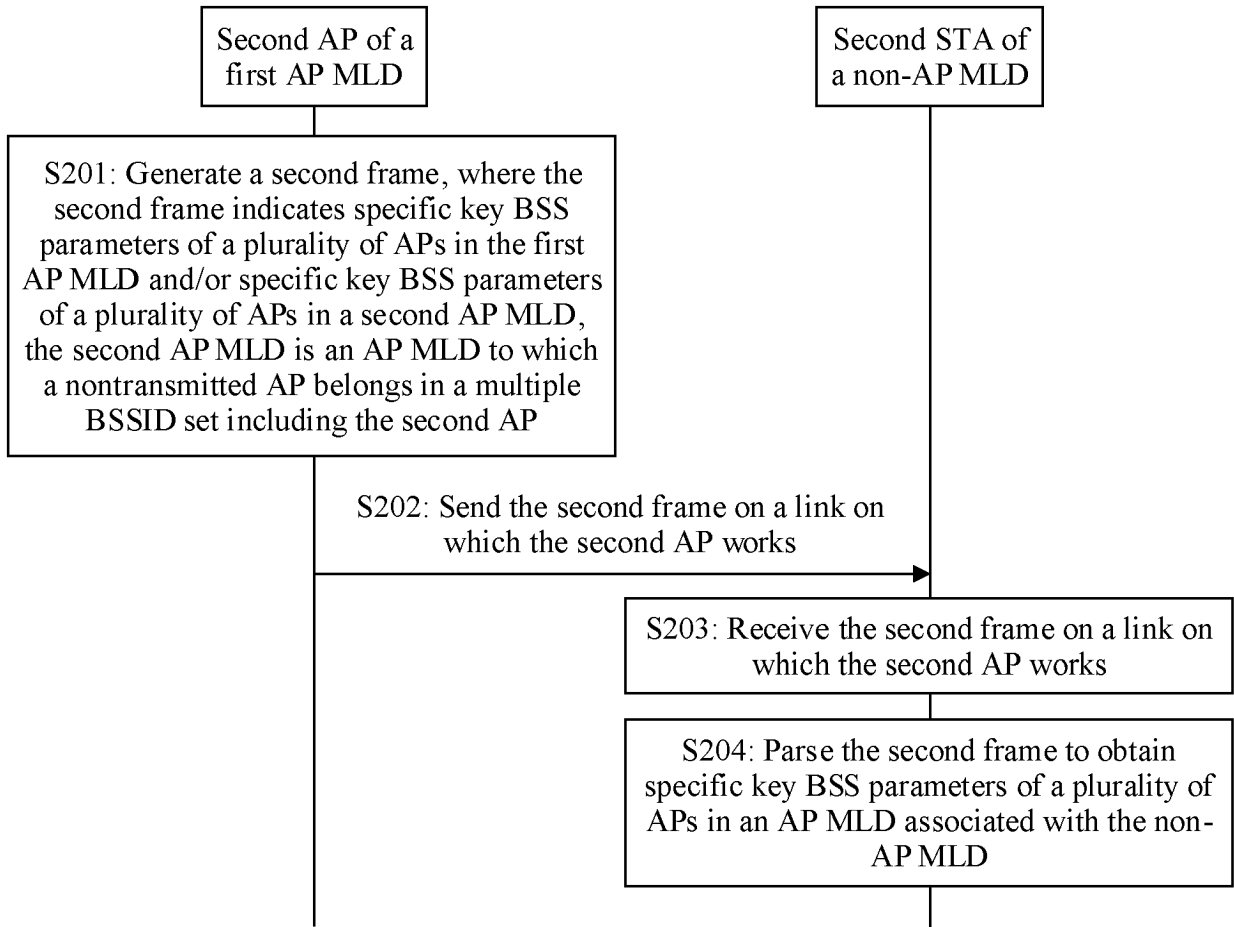 Second AP of a
first AP MLD
Second STA of
a non-AP MLD
S201: Generate a second frame, where the
second frame indicates specific key BSS
parameters of a plurality of APs in the first
AP MLD and/or specific key BSS parameters
of a plurality of APs in a second AP MLD,
the second AP MLD is an AP MLD to which
a nontransmitted AP belongs in a multiple
BSSID set including the second AP
S202: Send the second frame on a link on
which the second AP works
S203: Receive the second frame on a link on
which the second AP works
S204: Parse the second frame to obtain
specific key BSS parameters of a plurality of
APs in an AP MLD associated with the non-
AP MLD